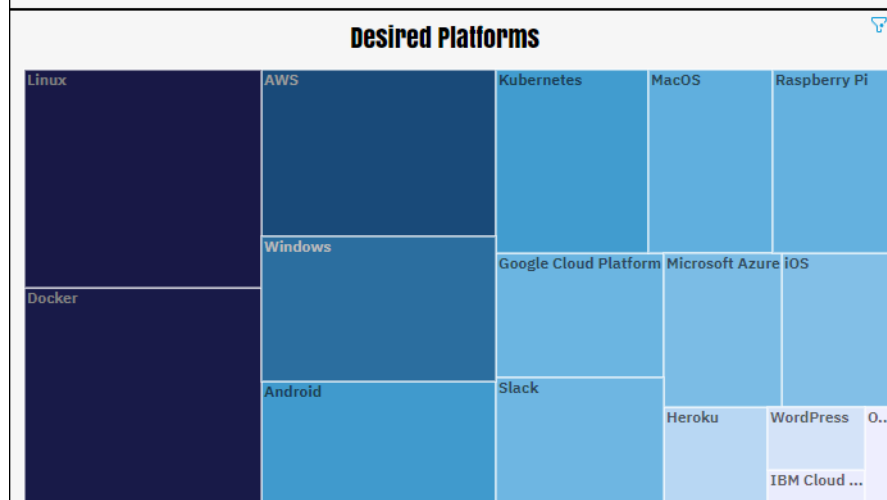 Desired Platforms
Linux
AWS
Kubernetes
MacOS
Raspberry Pi
Windows
Google Cloud Platform
Microsoft Azure
iOS
Docker
Android
Slack
Heroku
WordPress
O...
IBM Cloud ...